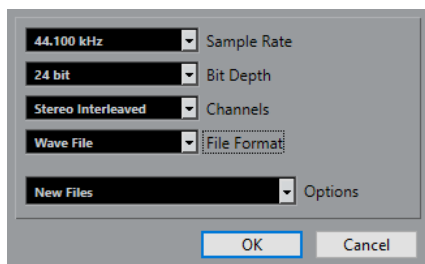 44.100 kHz Sample Rate
24 bit Bit Depth
Stereo Interleaved Channels
Wave File File Format
New Files Options
OK Cancel